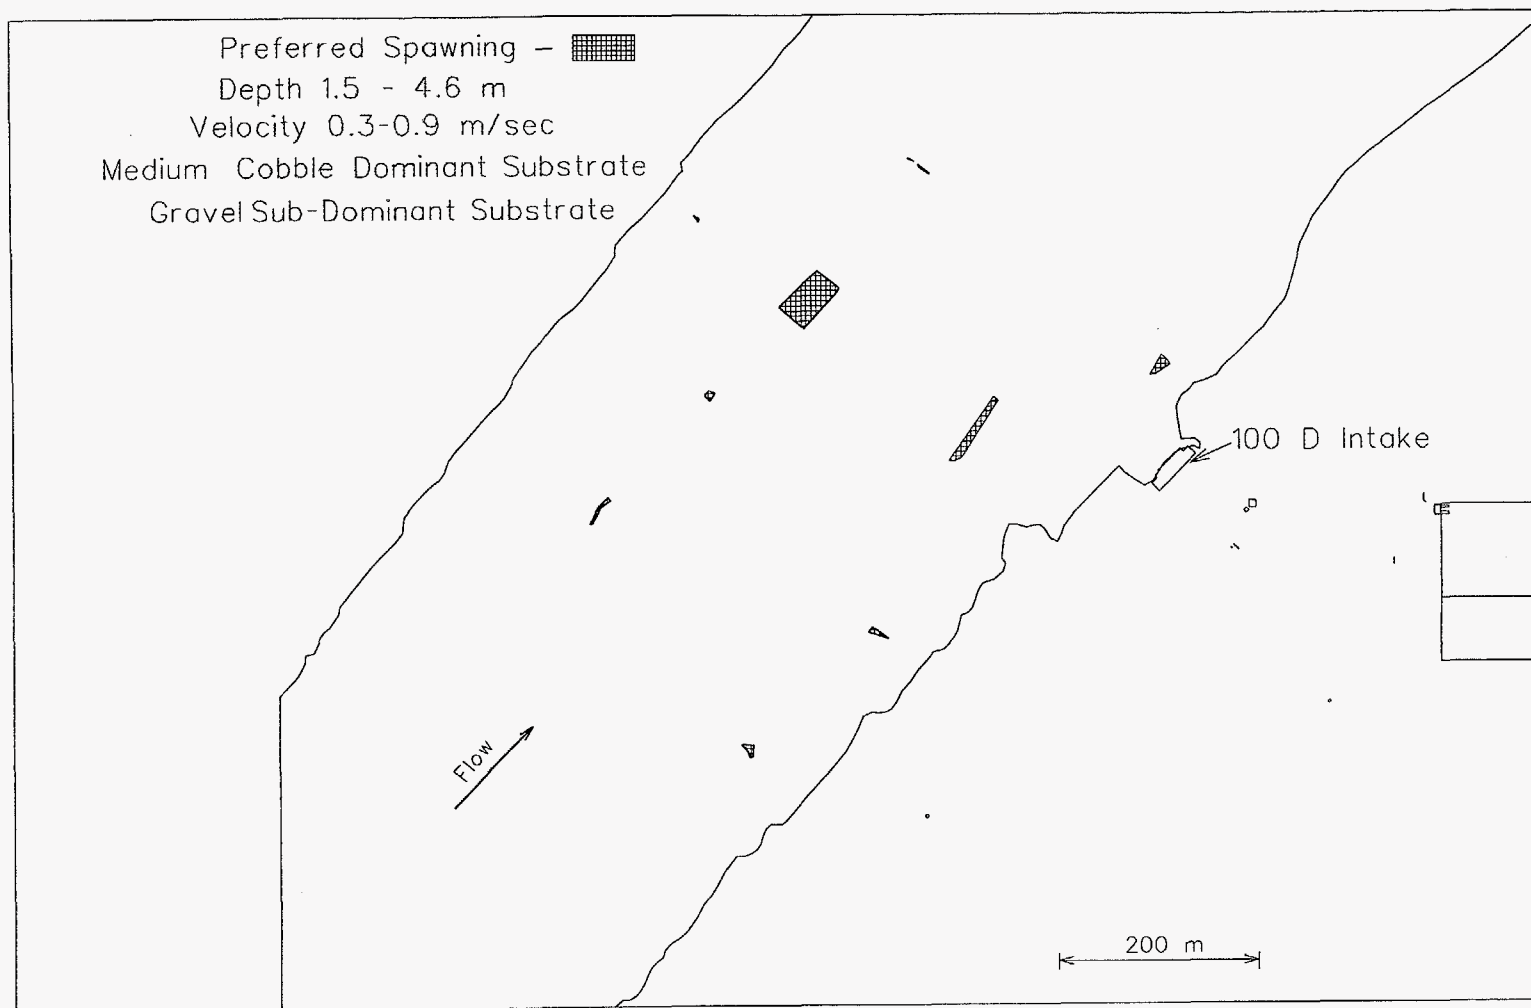 Preferred Spawning –
Depth 1.5 - 4.6 m
Velocity 0.3-0.9 m/sec
Medium Cobble Dominant Substrate
Gravel Sub-Dominant Substrate
100 D Intake
Flow
200 m